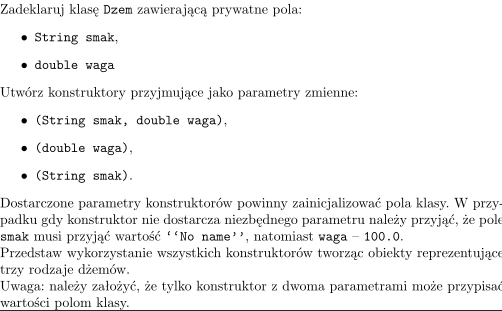 Zadeklaruj klasę Dzem zawierającą prywatne pola:
• String smak,
• double waga
Utwórz konstruktory przyjmujące jako parametry zmienne:
• (String smak, double waga),
• (double waga),
• (String smak).
Dostarczone parametry konstruktorów powinny zainicjalizować pola klasy. W przy-
padku gdy konstruktor nie dostarcza niezbędnego parametru należy przyjąć, że pole
smak musi przyjąć wartość ‘‘No name’’, natomiast waga – 100.0.
Przedstaw wykorzystanie wszystkich konstruktorów tworząc obiekty reprezentujące
trzy rodzaje dżemów.
Uwaga: należy założyć, że tylko konstruktor z dwoma parametrami może przypisać
wartości polom klasy.